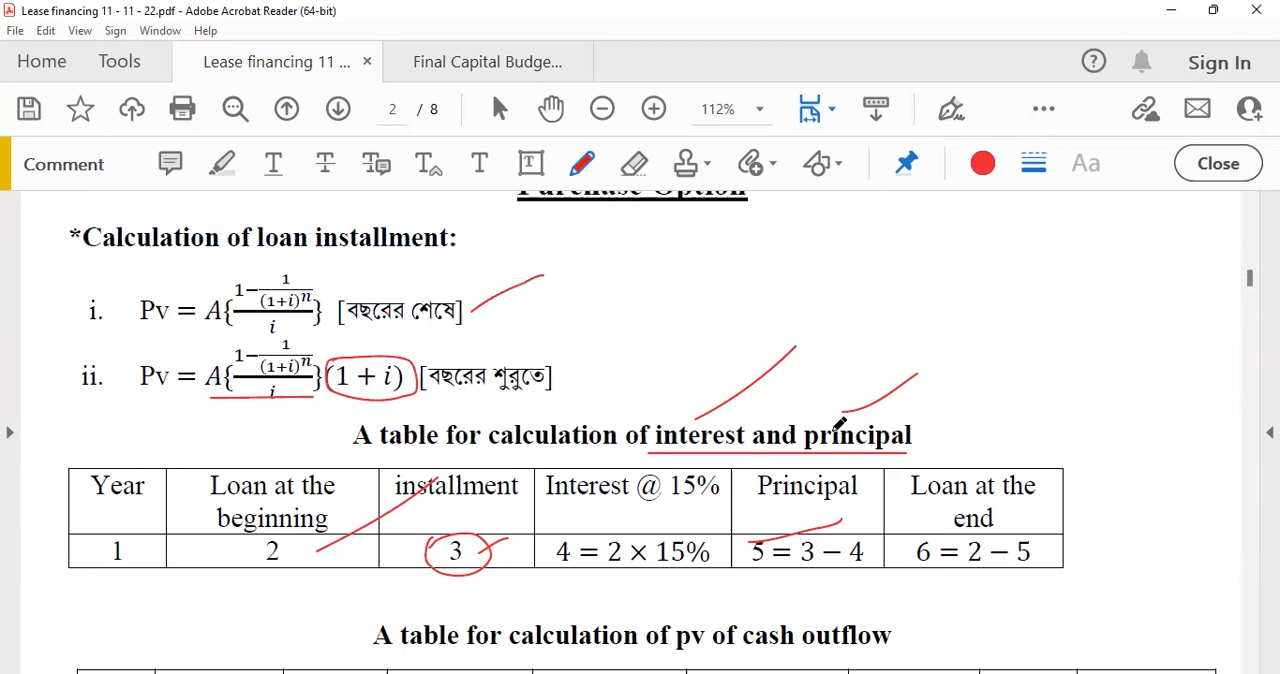 Lease financing 11 - 11 - 22.pdf - Adobe Acrobat Reader (64-bit)
File Edit View Sign Window Help
Home Tools Lease financing 11 ... × Final Capital Budge... Sign In
2 / 8 112%
Comment Close
Purchase Option
*Calculation of loan installment:
i. Pv = A{(1−1/(1+i)^n)/i} [বছরের শেষে]
ii. Pv = A{(1−1/(1+i)^n)/i}(1 + i) [বছরের শুরুতে]
A table for calculation of interest and principal
Year Loan at the beginning installment Interest @ 15% Principal Loan at the end
1 2 3 4 = 2 × 15% 5 = 3 − 4 6 = 2 − 5
A table for calculation of pv of cash outflow